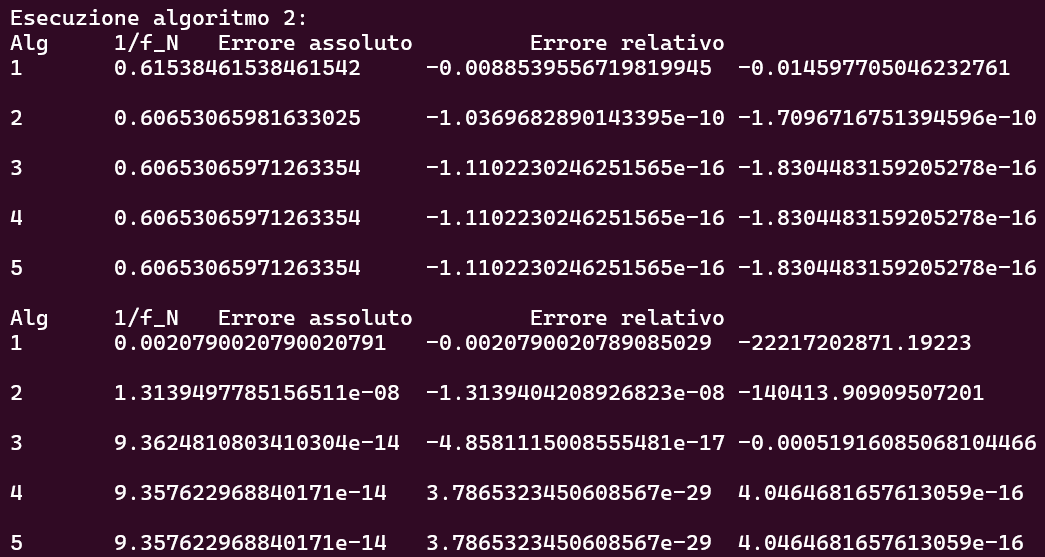 Esecuzione algoritmo 2:
Alg 1/f_N Errore assoluto Errore relativo
1 0.61538461538461542 -0.0088539556719819945 -0.014597705046232761
2 0.60653065981633025 -1.0369682890143395e-10 -1.7096716751394596e-10
3 0.60653065971263354 -1.1102230246251565e-16 -1.8304483159205278e-16
4 0.60653065971263354 -1.1102230246251565e-16 -1.8304483159205278e-16
5 0.60653065971263354 -1.1102230246251565e-16 -1.8304483159205278e-16
Alg 1/f_N Errore assoluto Errore relativo
1 0.0020790020790020791 -0.0020790020789085029 -22217202871.19223
2 1.3139497785156511e-08 -1.3139404208926823e-08 -140413.90909507201
3 9.3624810803410304e-14 -4.8581115008555481e-17 -0.00051916085068104466
4 9.357622968840171e-14 3.7865323450608567e-29 4.0464681657613059e-16
5 9.357622968840171e-14 3.7865323450608567e-29 4.0464681657613059e-16